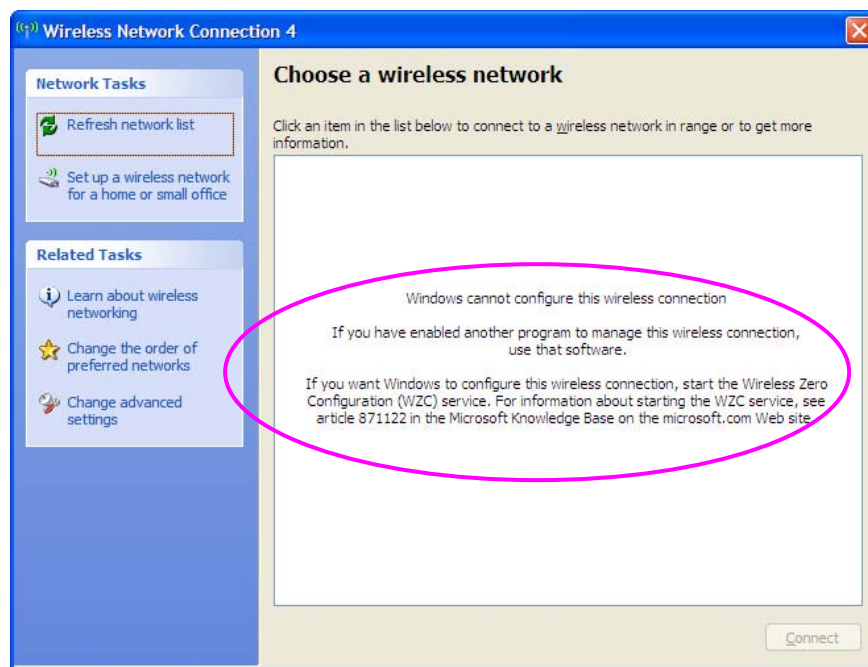 Wireless Network Connection 4
Network Tasks
Refresh network list
Set up a wireless network
for a home or small office
Related Tasks
Learn about wireless
networking
Change the order of
preferred networks
Change advanced
settings
Choose a wireless network
Click an item in the list below to connect to a wireless network in range or to get more
information.
Windows cannot configure this wireless connection
If you have enabled another program to manage this wireless connection,
use that software.
If you want Windows to configure this wireless connection, start the Wireless Zero
Configuration (WZC) service. For information about starting the WZC service, see
article 871122 in the Microsoft Knowledge Base on the microsoft.com Web site
Connect